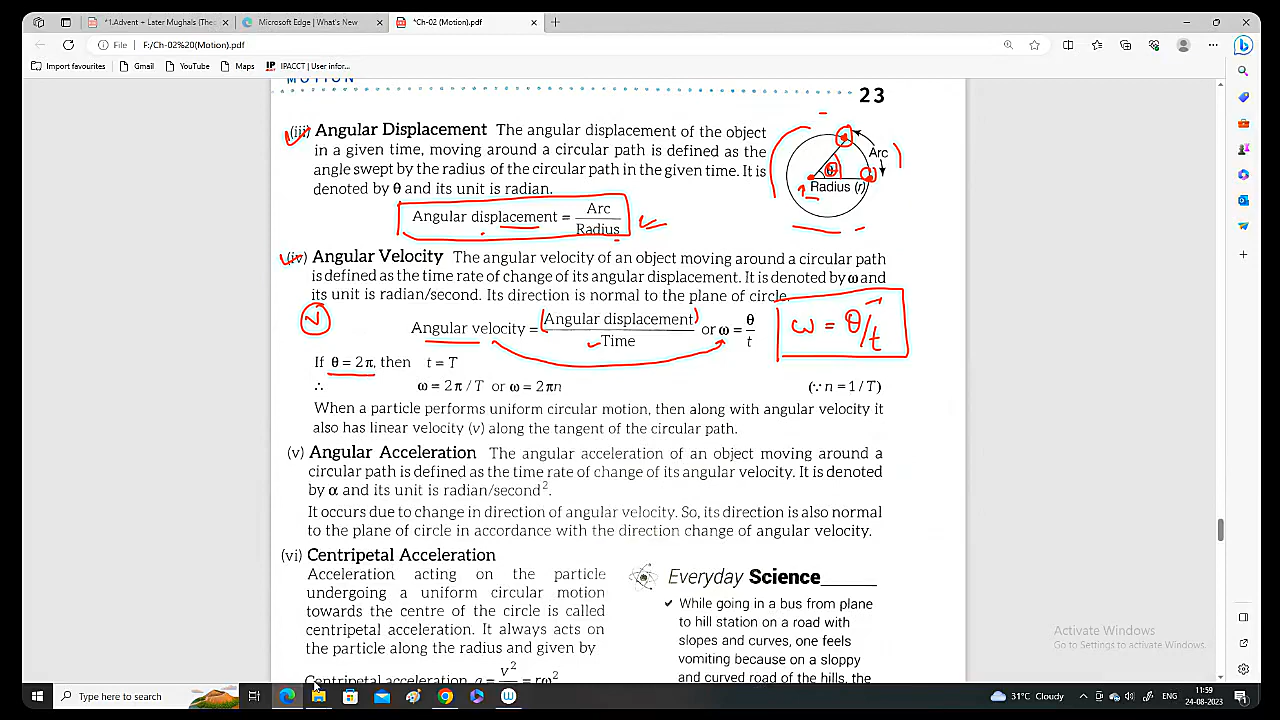 *1.Advent + Later Mughals (The
Microsoft Edge | What's New
*Ch-02 (Motion).pdf
File
F:/Ch-02%20(Motion).pdf
Import favourites
Gmail
YouTube
Maps
IPACCT | User infor...
MOTION
23
(iii) Angular Displacement The angular displacement of the object
in a given time, moving around a circular path is defined as the
angle swept by the radius of the circular path in the given time. It is
denoted by θ and its unit is radian.
Arc
θ
Radius (r)
Angular displacement = Arc / Radius
(iv) Angular Velocity The angular velocity of an object moving around a circular path
is defined as the time rate of change of its angular displacement. It is denoted by ω and
its unit is radian/second. Its direction is normal to the plane of circle.
Angular velocity = Angular displacement / Time or ω = θ / t
ω = θ/t
If θ = 2π, then t = T
∴ ω = 2π / T or ω = 2πn (∵ n = 1/T)
When a particle performs uniform circular motion, then along with angular velocity it
also has linear velocity (v) along the tangent of the circular path.
(v) Angular Acceleration The angular acceleration of an object moving around a
circular path is defined as the time rate of change of its angular velocity. It is denoted
by α and its unit is radian/second².
It occurs due to change in direction of angular velocity. So, its direction is also normal
to the plane of circle in accordance with the direction change of angular velocity.
(vi) Centripetal Acceleration
Acceleration acting on the particle
undergoing a uniform circular motion
towards the centre of the circle is called
centripetal acceleration. It always acts on
the particle along the radius and given by
Centripetal acceleration, a = v² / = rω²
Everyday Science
✓ While going in a bus from plane
to hill station on a road with
slopes and curves, one feels
vomiting because on a sloppy
and curved road of the hills, the
Activate Windows
Go to Settings to activate Windows.
Type here to search
31°C Cloudy
ENG
11:59
24-08-2023